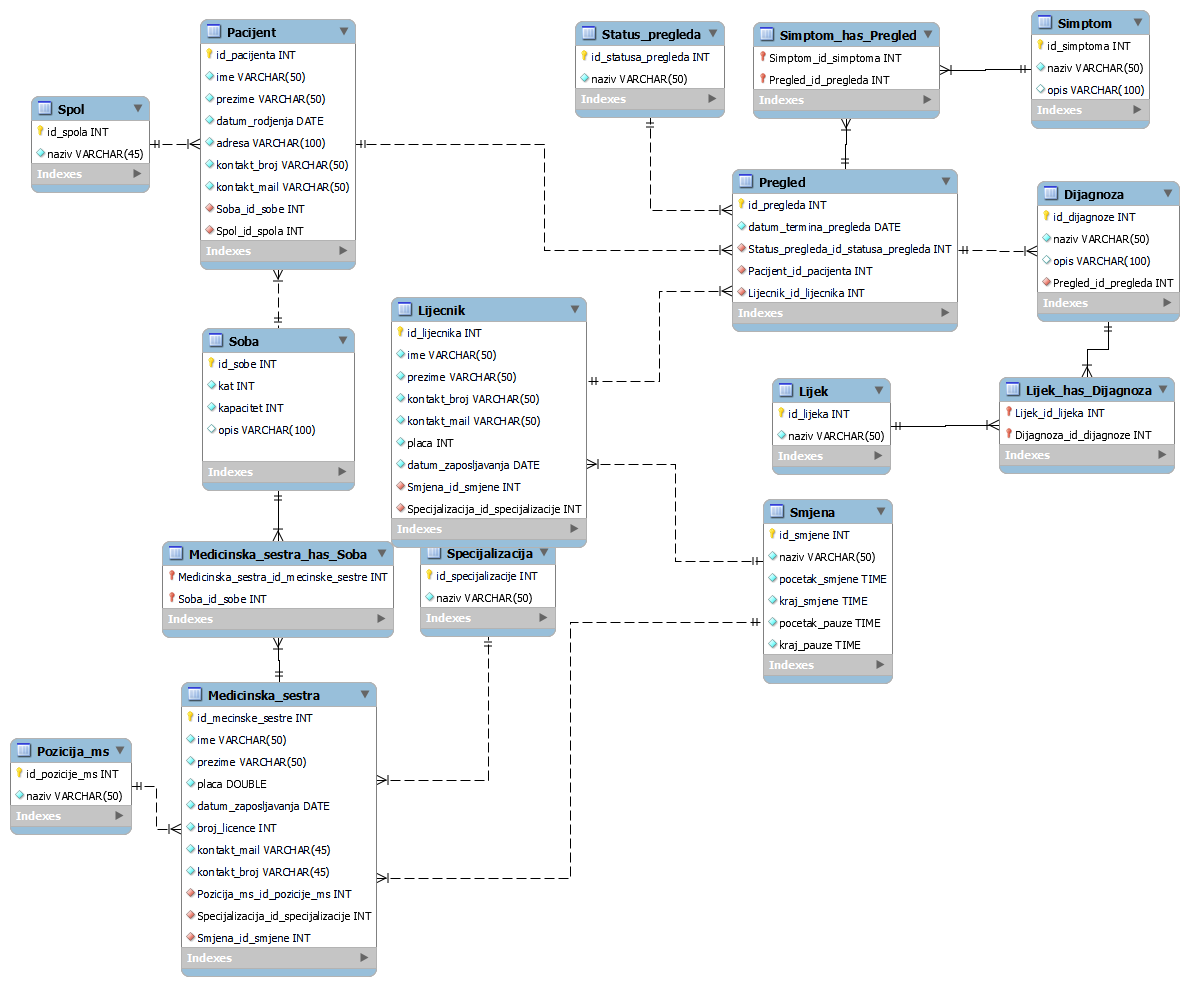 Pacijent
id_pacijenta INT
ime VARCHAR(50)
prezime VARCHAR(50)
datum_rodjenja DATE
adresa VARCHAR(100)
kontakt_broj VARCHAR(50)
kontakt_mail VARCHAR(50)
Soba_id_sobe INT
Spol_id_spola INT
Indexes
Status_pregleda
id_statusa_pregleda INT
naziv VARCHAR(50)
Indexes
Simptom_has_Pregled
Simptom_id_simptoma INT
Pregled_id_pregleda INT
Indexes
Simptom
id_simptoma INT
naziv VARCHAR(50)
opis VARCHAR(100)
Indexes
Spol
id_spola INT
naziv VARCHAR(45)
Indexes
Pregled
id_pregleda INT
datum_termina_pregleda DATE
Status_pregleda_id_statusa_pregleda INT
Pacijent_id_pacijenta INT
Lijecnik_id_lijecnika INT
Indexes
Dijagnoza
id_dijagnoze INT
naziv VARCHAR(50)
opis VARCHAR(100)
Pregled_id_pregleda INT
Indexes
Soba
id_sobe INT
kat INT
kapacitet INT
opis VARCHAR(100)
Indexes
Lijecnik
id_lijecnika INT
ime VARCHAR(50)
prezime VARCHAR(50)
kontakt_broj VARCHAR(50)
kontakt_mail VARCHAR(50)
placa INT
datum_zaposljavanja DATE
Smjena_id_smjene INT
Specijalizacija_id_specijalizacije INT
Indexes
Lijek
id_lijeka INT
naziv VARCHAR(50)
Indexes
Lijek_has_Dijagnoza
Lijek_id_lijeka INT
Dijagnoza_id_dijagnoze INT
Indexes
Smjena
id_smjene INT
naziv VARCHAR(50)
pocetak_smjene TIME
kraj_smjene TIME
pocetak_pauze TIME
kraj_pauze TIME
Indexes
Medicinska_sestra_has_Soba
Medicinska_sestra_id_mecinske_sestre INT
Soba_id_sobe INT
Indexes
Specijalizacija
id_specijalizacije INT
naziv VARCHAR(50)
Indexes
Medicinska_sestra
id_mecinske_sestre INT
ime VARCHAR(50)
prezime VARCHAR(50)
placa DOUBLE
datum_zaposljavanja DATE
broj_licence INT
kontakt_mail VARCHAR(45)
kontakt_broj VARCHAR(45)
Pozicija_ms_id_pozicije_ms INT
Specijalizacija_id_specijalizacije INT
Smjena_id_smjene INT
Indexes
Pozicija_ms
id_pozicije_ms INT
naziv VARCHAR(50)
Indexes